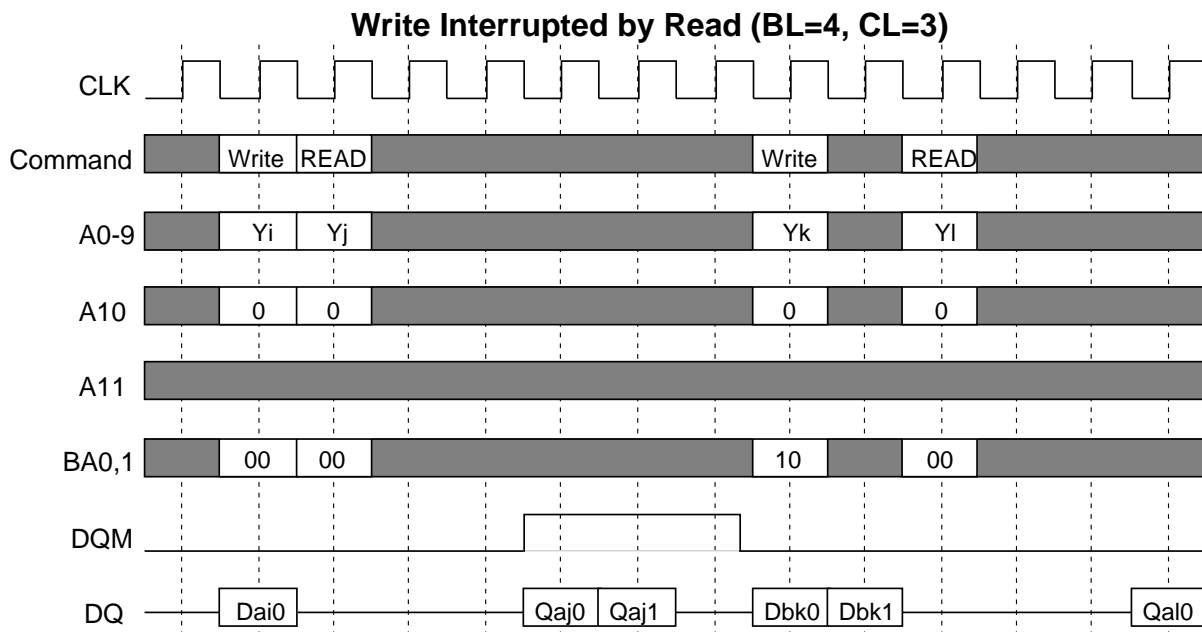 Write Interrupted by Read (BL=4, CL=3)
CLK
Command Write READ Write READ
A0-9 Yi Yj Yk Yl
A10 0 0 0 0
A11
BA0,1 00 00 10 00
DQM
DQ Dai0 Qaj0 Qaj1 Dbk0 Dbk1 Qal0